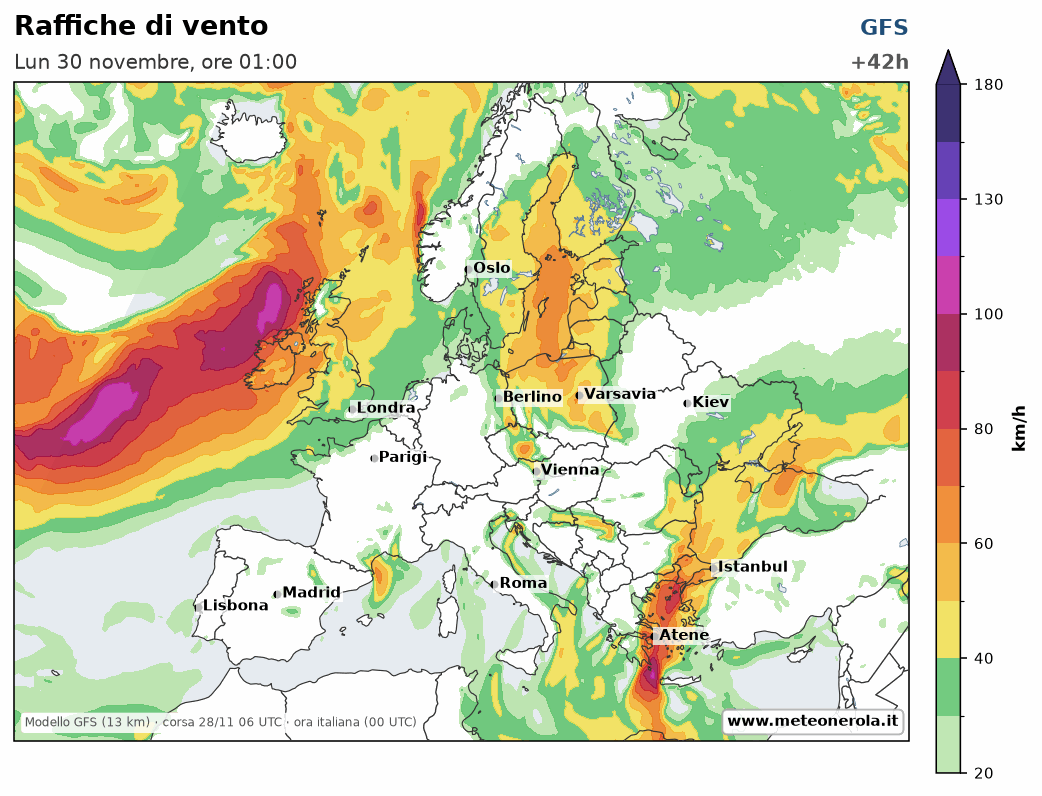 Raffiche di vento
GFS
Lun 30 novembre, ore 01:00
+42h
180
130
100
80
60
40
20
km/h
Oslo
Londra
Berlino
Varsavia
Kiev
Parigi
Vienna
Istanbul
Roma
Madrid
Lisbona
Atene
Modello GFS (13 km) · corsa 28/11 06 UTC · ora italiana (00 UTC)
www.meteonerola.it